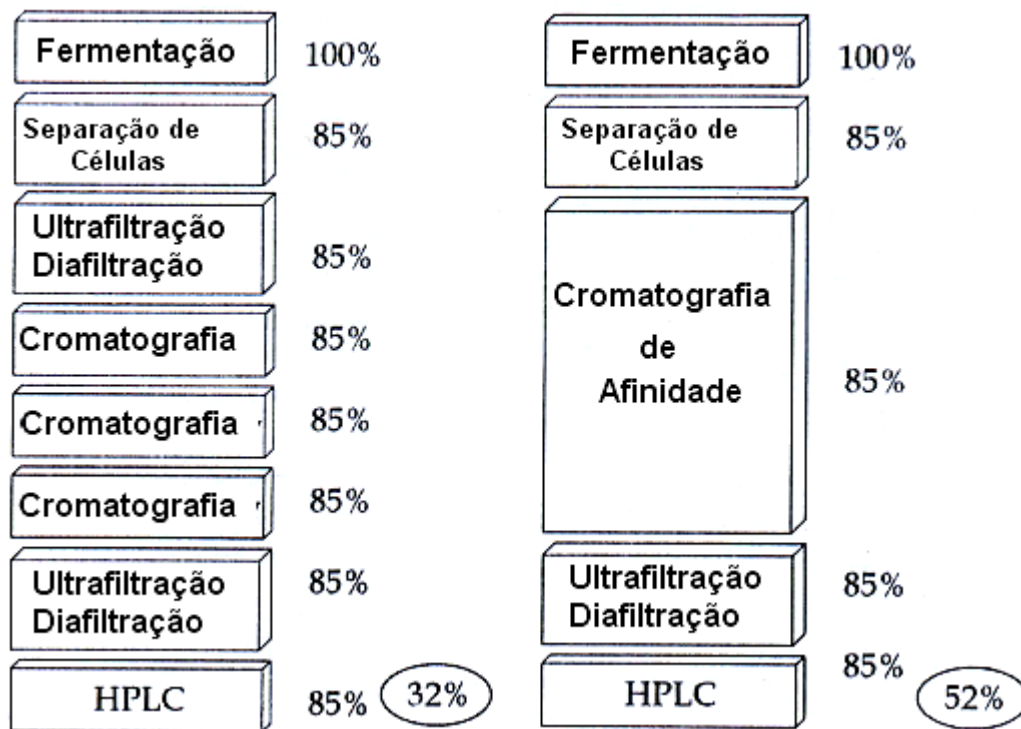 Fermentação 100%
Separação de
Células
85%
Ultrafiltração
Diafiltração
85%
Cromatografia 85%
Cromatografia 85%
Cromatografia 85%
Ultrafiltração
Diafiltração
85%
HPLC 85% 32%
Fermentação 100%
Separação de
Células
85%
Cromatografia
de
Afinidade
85%
Ultrafiltração
Diafiltração
85%
HPLC 85% 52%